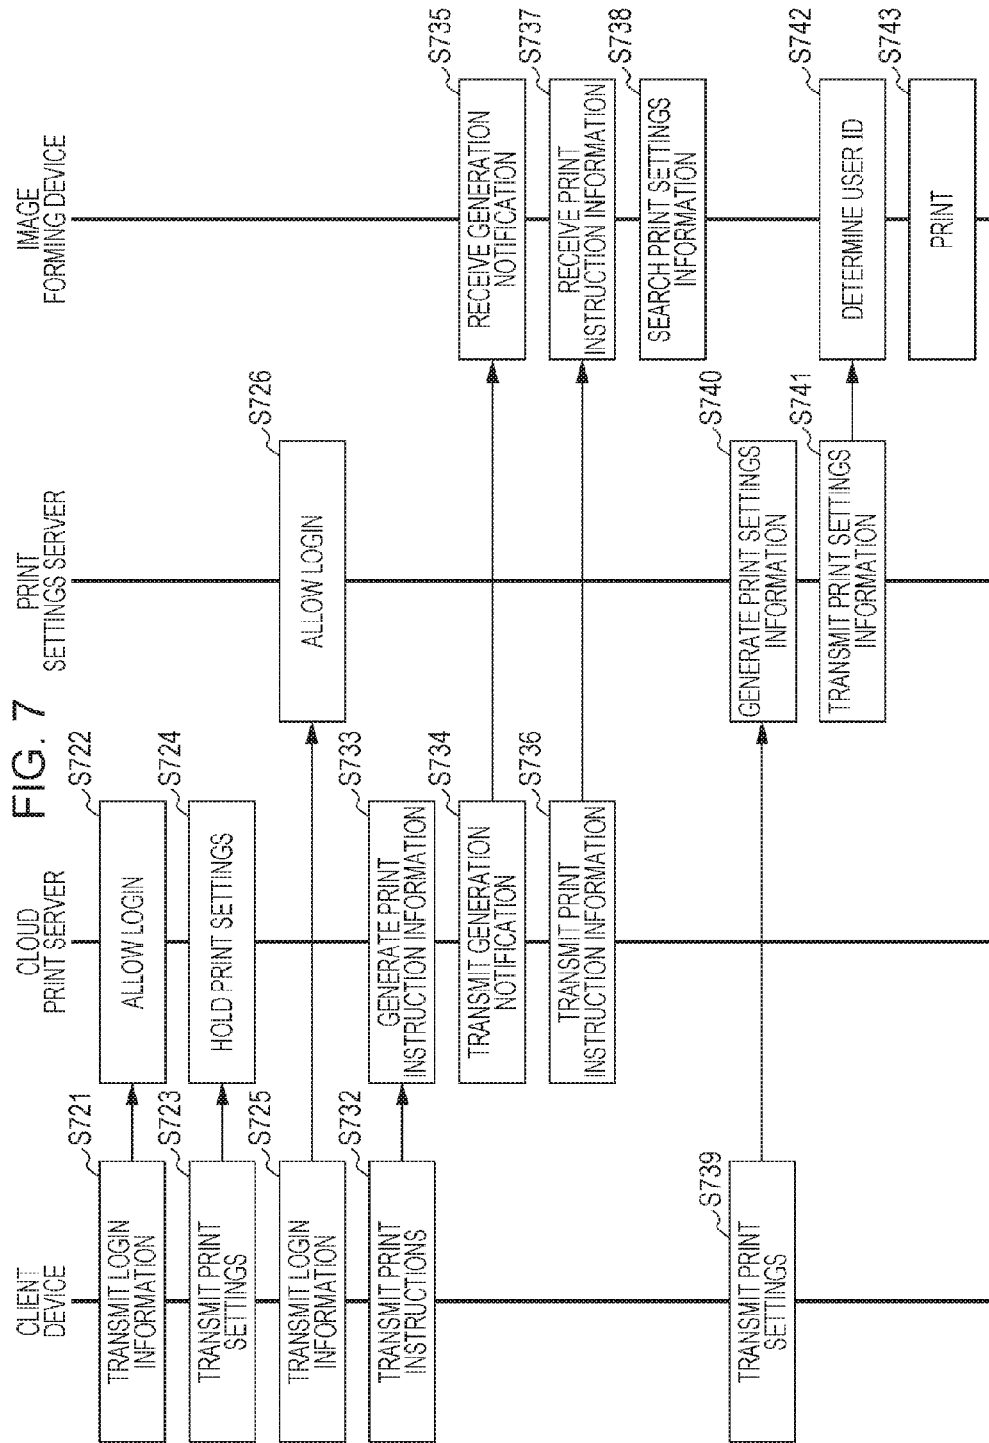 FIG. 7
CLIENT
DEVICE
CLOUD
PRINT SERVER
PRINT
SETTINGS SERVER
IMAGE
FORMING DEVICE
S721
TRANSMIT LOGIN
INFORMATION
S722
ALLOW LOGIN
S723
TRANSMIT PRINT
SETTINGS
S724
HOLD PRINT SETTINGS
S725
TRANSMIT LOGIN
INFORMATION
S726
ALLOW LOGIN
S732
TRANSMIT PRINT
INSTRUCTIONS
S733
GENERATE PRINT
INSTRUCTION INFORMATION
S734
TRANSMIT GENERATION
NOTIFICATION
S735
RECEIVE GENERATION
NOTIFICATION
S736
TRANSMIT PRINT
INSTRUCTION INFORMATION
S737
RECEIVE PRINT
INSTRUCTION INFORMATION
S738
SEARCH PRINT SETTINGS
INFORMATION
S739
TRANSMIT PRINT
SETTINGS
S740
GENERATE PRINT SETTINGS
INFORMATION
S741
TRANSMIT PRINT SETTINGS
INFORMATION
S742
DETERMINE USER ID
S743
PRINT